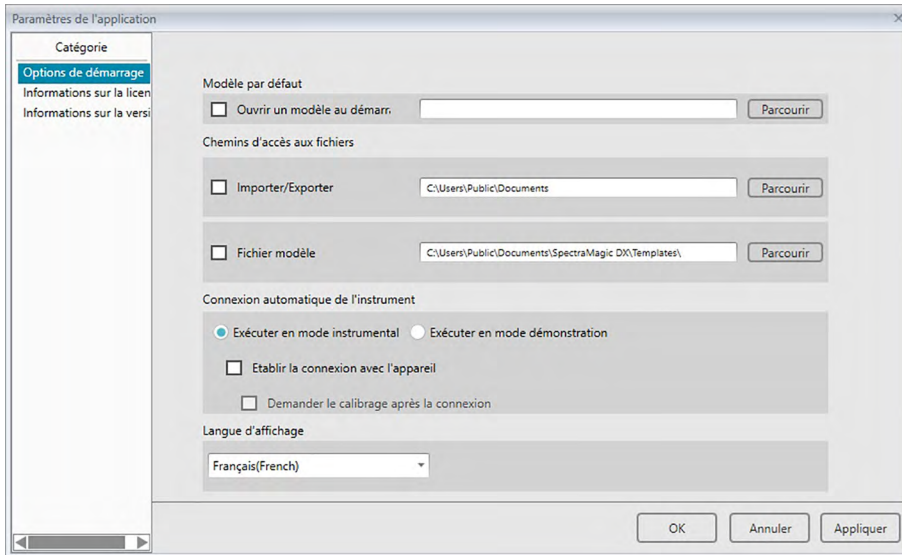 Paramètres de l'application
Catégorie
Options de démarrage
Informations sur la licen
Informations sur la versi
Modèle par défaut
Ouvrir un modèle au démarr.
Parcourir
Chemins d'accès aux fichiers
Importer/Exporter
C:\Users\Public\Documents
Parcourir
Fichier modèle
C:\Users\Public\Documents\SpectraMagic DX\Templates\
Parcourir
Connexion automatique de l'instrument
Exécuter en mode instrumental
Exécuter en mode démonstration
Etablir la connexion avec l'appareil
Demander le calibrage après la connexion
Langue d'affichage
Français(French)
OK
Annuler
Appliquer